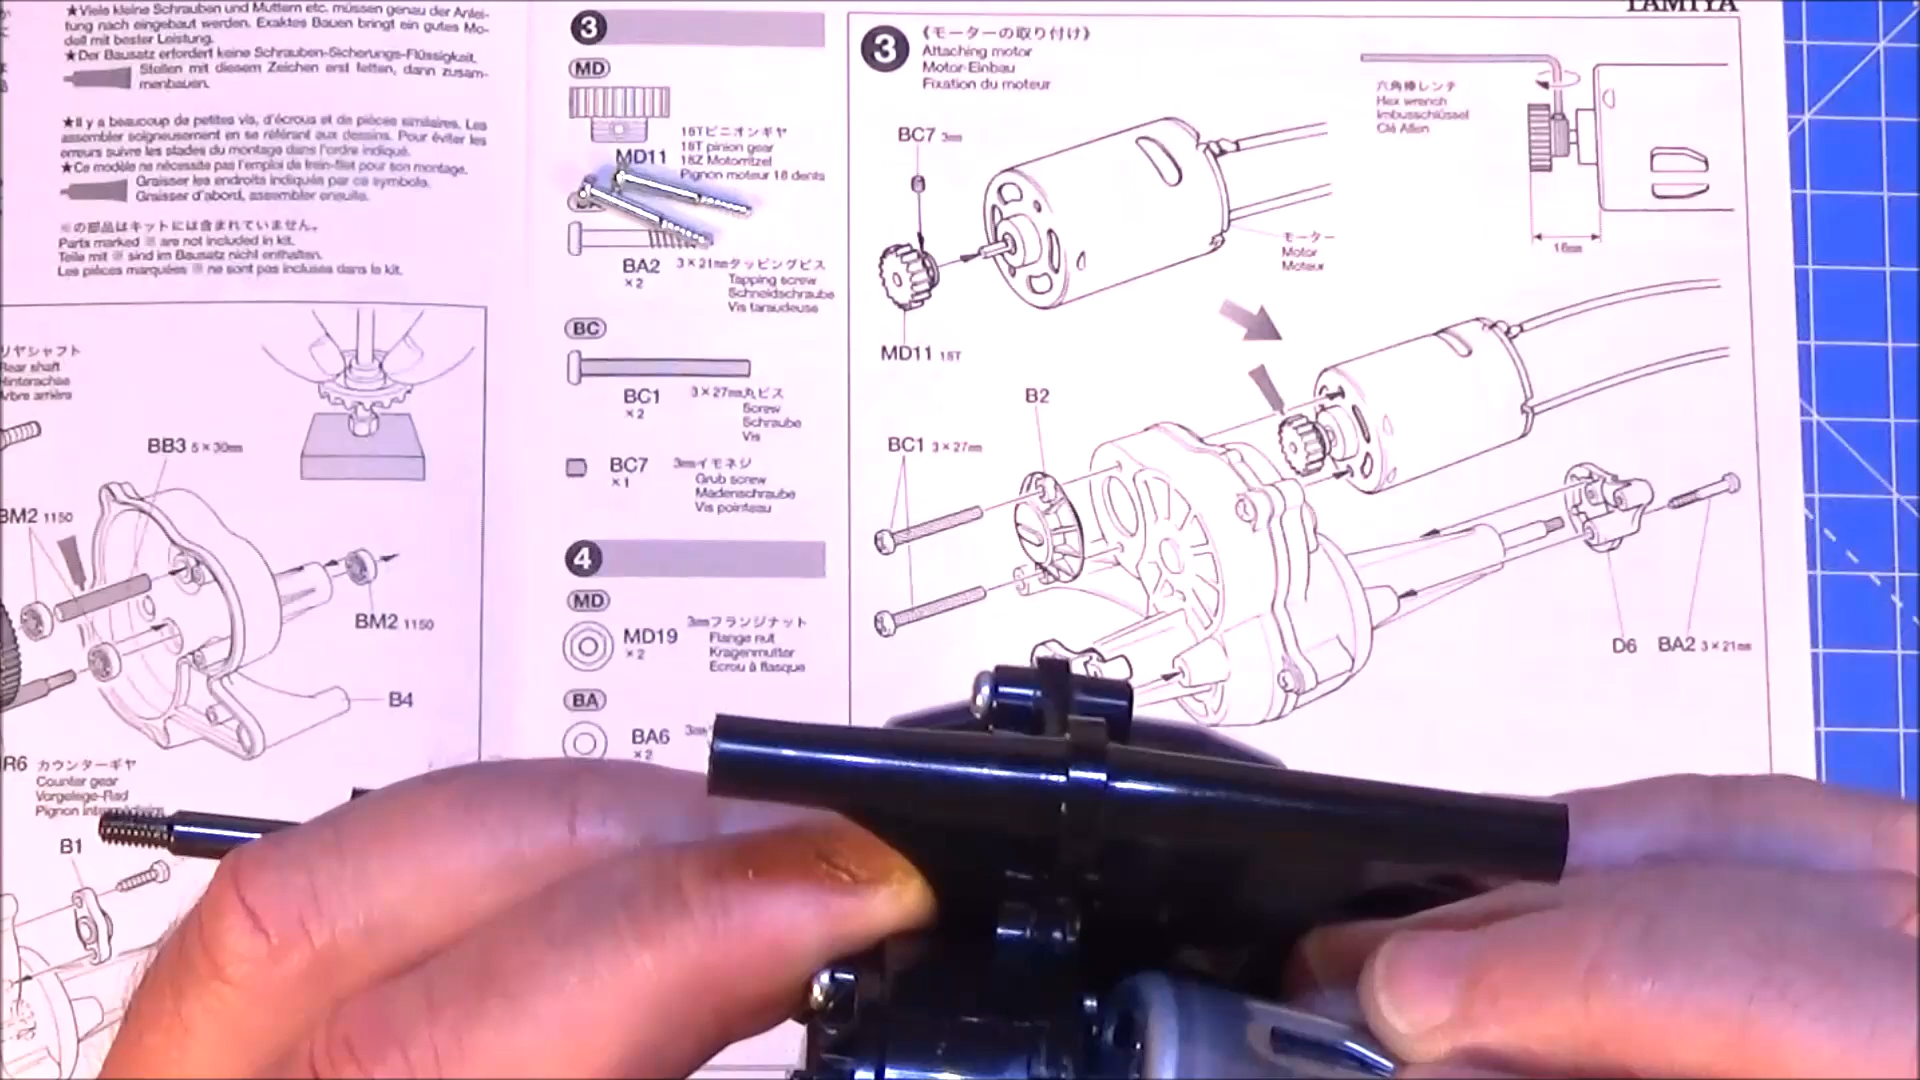 ★Viele kleine Schrauben und Muttern etc. müssen genau der Anlei-
tung nach eingebaut werden. Exaktes Bauen bringt ein gutes Mo-
dell mit bester Leistung.
★Der Bausatz erfordert keine Schrauben-Sicherungs-Flüssigkeit.
Stellen mit diesem Zeichen erst fetten, dann zusam-
menbauen.
★Il y a beaucoup de petites vis, d'écrous et de pièces similaires. Les
assembler soigneusement en se référant aux dessins. Pour éviter les
erreurs suivre les stades du montage dans l'ordre indiqué.
★Ce modèle ne nécessite pas l'emploi de frein-filet pour son montage.
Graisser les endroits indiqués par ce symbole.
Graisser d'abord, assembler ensuite.
※の部品はキットには含まれていません。
Parts marked ※ are not included in kit.
Teile mit ※ sind im Bausatz nicht enthalten.
Les pièces marquées ※ ne sont pas incluses dans le kit.
リヤシャフト
Rear shaft
Hinterachse
Arbre arrière
BB3 5×30mm
BM2 1150
BM2 1150
B4
R6 カウンターギヤ
Counter gear
Vorgelege-Rad
Pignon intermédiaire
B1
3
MD
MD11
18Tピニオンギヤ
18T pinion gear
18Z Motorritzel
Pignon moteur 18 dents
BA2
×2
3×21mmタッピングビス
Tapping screw
Schneidschraube
Vis taraudeuse
BC
BC1
×2
3×27mm丸ビス
Screw
Schraube
Vis
BC7
×1
3mmイモネジ
Grub screw
Madenschraube
Vis pointeau
4
MD
MD19
×2
3mmフランジナット
Flange nut
Kragenmutter
Ecrou à flasque
BA
BA6
×2
3mm
TAMIYA
3
《モーターの取り付け》
Attaching motor
Motor-Einbau
Fixation du moteur
六角棒レンチ
Hex wrench
Imbusschlüssel
Clé Allen
16mm
BC7 3mm
MD11 18T
モーター
Motor
Moteur
B2
BC1 3×27mm
D6
BA2 3×21mm